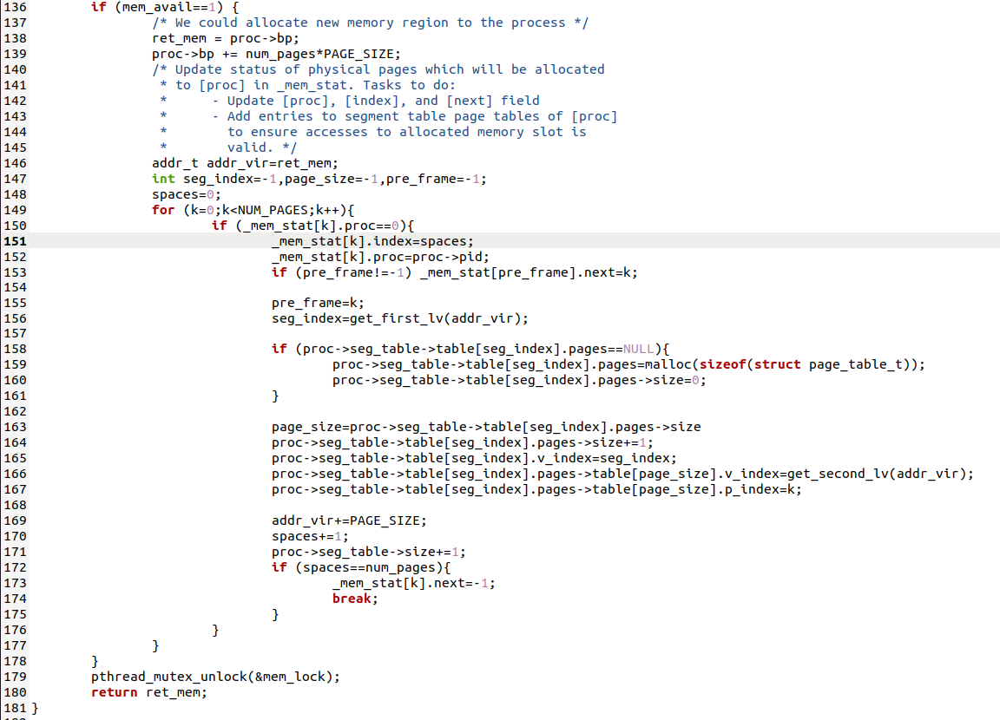 136 if (mem_avail==1) {
137 /* We could allocate new memory region to the process */
138 ret_mem = proc->bp;
139 proc->bp += num_pages*PAGE_SIZE;
140 /* Update status of physical pages which will be allocated
141 * to [proc] in _mem_stat. Tasks to do:
142 * - Update [proc], [index], and [next] field
143 * - Add entries to segment table page tables of [proc]
144 * to ensure accesses to allocated memory slot is
145 * valid. */
146 addr_t addr_vir=ret_mem;
147 int seg_index=-1,page_size=-1,pre_frame=-1;
148 spaces=0;
149 for (k=0;k<NUM_PAGES;k++){
150 if (_mem_stat[k].proc==0){
151 _mem_stat[k].index=spaces;
152 _mem_stat[k].proc=proc->pid;
153 if (pre_frame!=-1) _mem_stat[pre_frame].next=k;
154
155 pre_frame=k;
156 seg_index=get_first_lv(addr_vir);
157
158 if (proc->seg_table->table[seg_index].pages==NULL){
159 proc->seg_table->table[seg_index].pages=malloc(sizeof(struct page_table_t));
160 proc->seg_table->table[seg_index].pages->size=0;
161 }
162
163 page_size=proc->seg_table->table[seg_index].pages->size
164 proc->seg_table->table[seg_index].pages->size+=1;
165 proc->seg_table->table[seg_index].v_index=seg_index;
166 proc->seg_table->table[seg_index].pages->table[page_size].v_index=get_second_lv(addr_vir);
167 proc->seg_table->table[seg_index].pages->table[page_size].p_index=k;
168
169 addr_vir+=PAGE_SIZE;
170 spaces+=1;
171 proc->seg_table->size+=1;
172 if (spaces==num_pages){
173 _mem_stat[k].next=-1;
174 break;
175 }
176 }
177 }
178 }
179 pthread_mutex_unlock(&mem_lock);
180 return ret_mem;
181 }